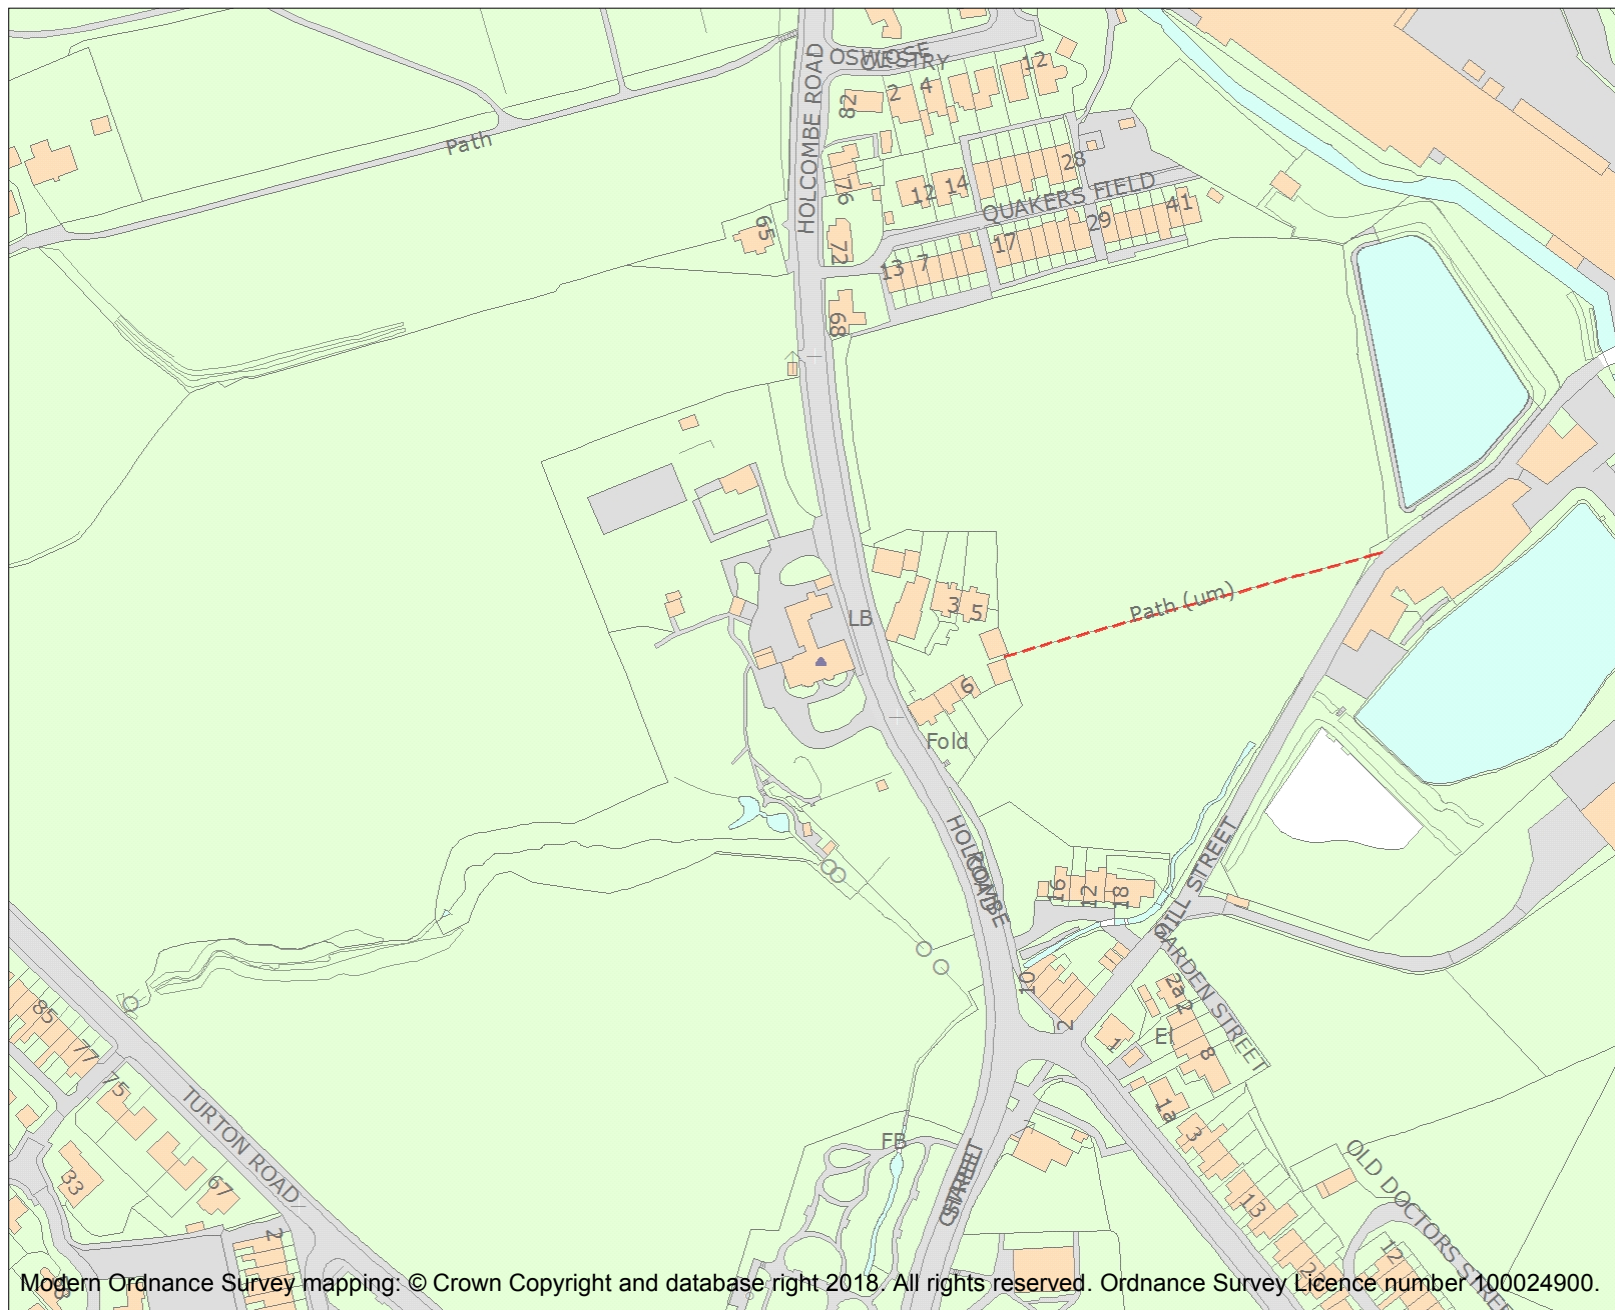 HOLCOMBE ROAD
OSWESTRY
CLOSE
12
2
4
82
Path
28
76
12
14
QUAKERS FIELD
41
65
29
72
17
13
7
68
LB
3
5
Path (um)
6
Fold
HOLCOMBE
ROAD
MILL STREET
16
12
18
GARDEN STREET
10
2a
2
2
85
1
El
8
77
75
1a
TURTON ROAD
3
FB
OLD DOCTORS STREET
33
67
13
2
12
Modern Ordnance Survey mapping: © Crown Copyright and database right 2018. All rights reserved. Ordnance Survey Licence number 100024900.